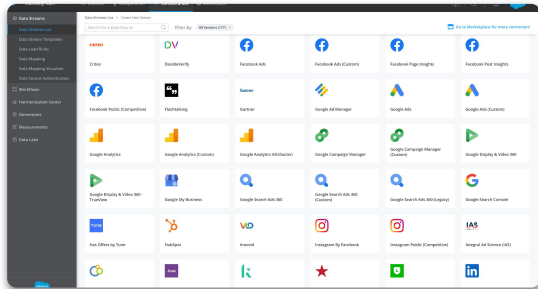 Data Streams
Data Streams List
Data Stream Templates
Data Load Rules
Data Mapping
Data Mapping Visualizer
Data Source Authentication
Workflows
Harmonization Center
Dimensions
Measurements
Data Lake
Data Streams List / Create New Stream
Search for a Data Source
Filter by
All Vendors (177)
Go to Marketplace for more connectors
CRITEO
DV
Criteo
DoubleVerify
Facebook Ads
Facebook Ads (Custom)
Facebook Page Insights
Facebook Post Insights
Gartner
Facebook Public (Competitive)
Flashtalking
Gartner
Google Ad Manager
Google Ads
Google Ads (Custom)
Google Analytics
Google Analytics (Custom)
Google Analytics Attribution
Google Campaign Manager
Google Campaign Manager
(Custom)
Google Display & Video 360
Google Display & Video 360 -
TrueView
Google My Business
Google Search Ads 360
Google Search Ads 360
(Custom)
Google Search Ads 360 (Legacy)
Google Search Console
TUNE
IAS
Has Offers by Tune
HubSpot
Innovid
Instagram By Facebook
Instagram Public (Competitive)
Integral Ad Science (IAS)
k
in